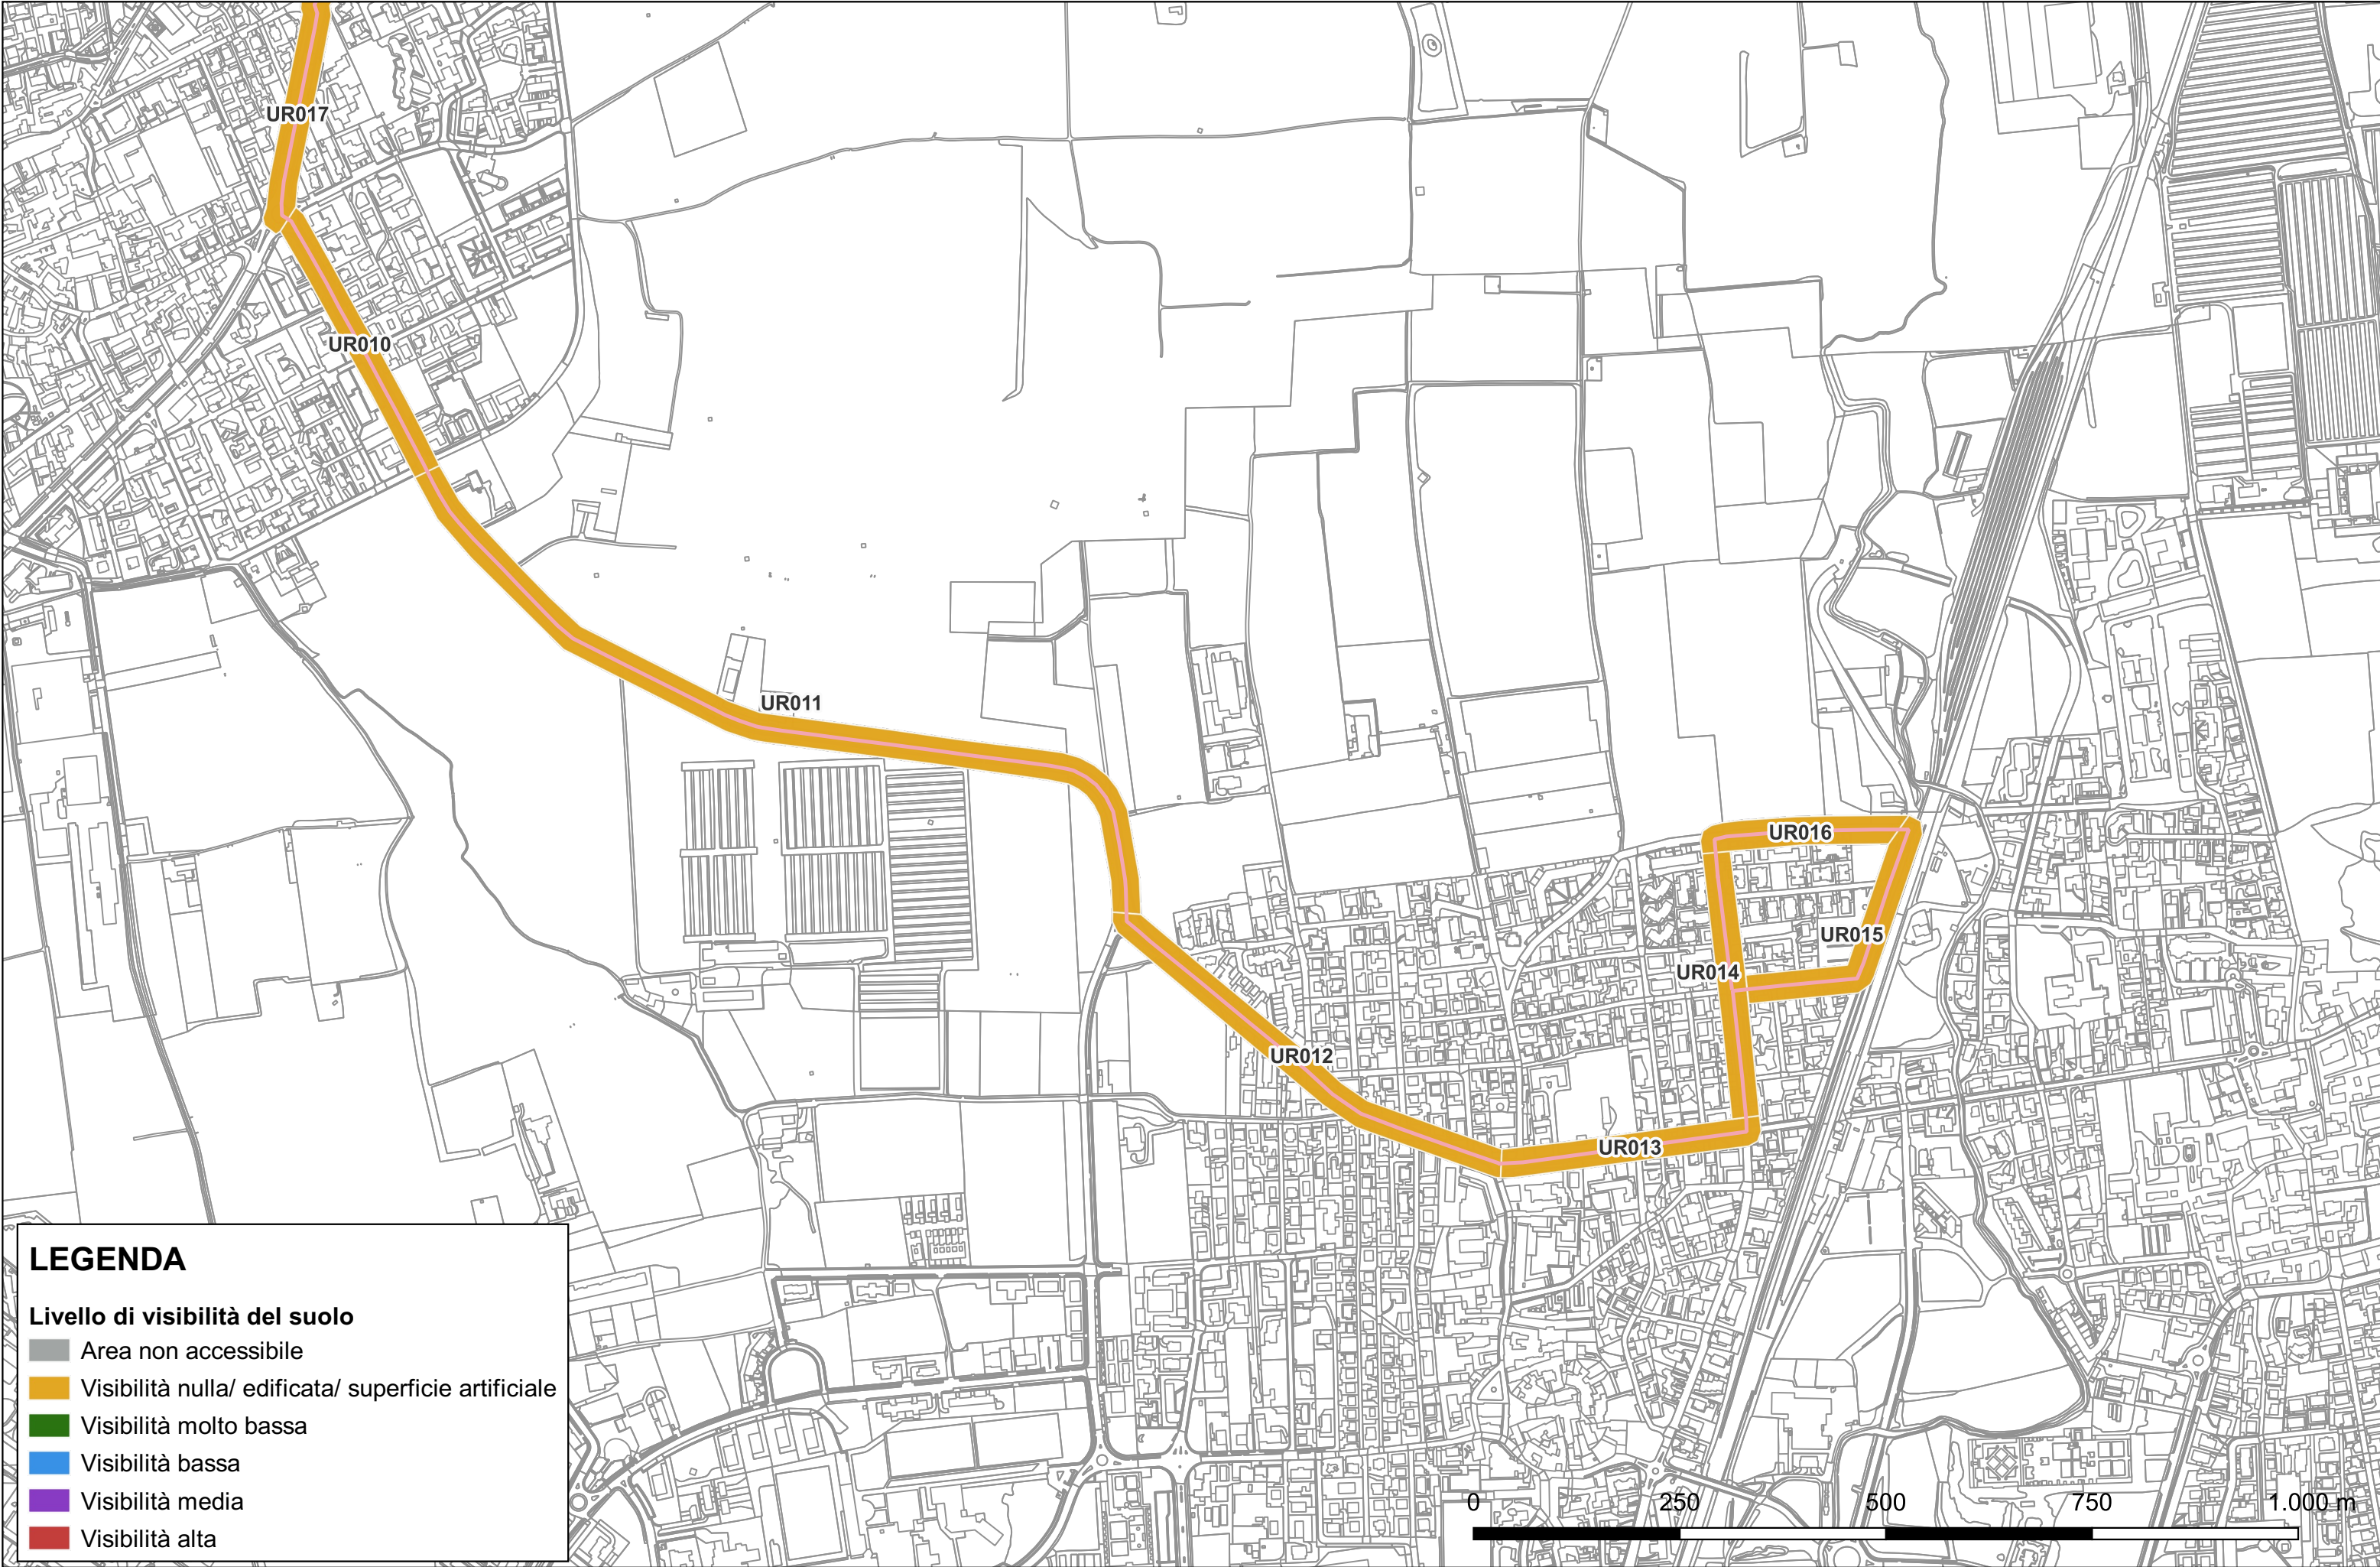 UR017
UR010
UR011
UR016
UR015
UR014
UR012
UR013
LEGENDA
Livello di visibilità del suolo
Area non accessibile
Visibilità nulla/ edificata/ superficie artificiale
Visibilità molto bassa
Visibilità bassa
Visibilità media
Visibilità alta
0 250 500 750 1.000 m